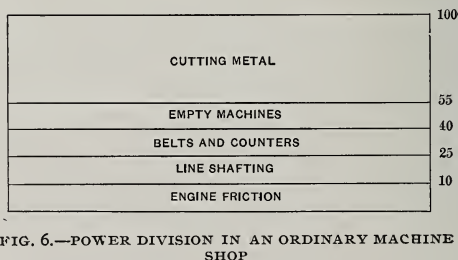 100
CUTTING METAL
55
EMPTY MACHINES
40
BELTS AND COUNTERS
25
LINE SHAFTING
10
ENGINE FRICTION
FIG. 6.—POWER DIVISION IN AN ORDINARY MACHINE
SHOP